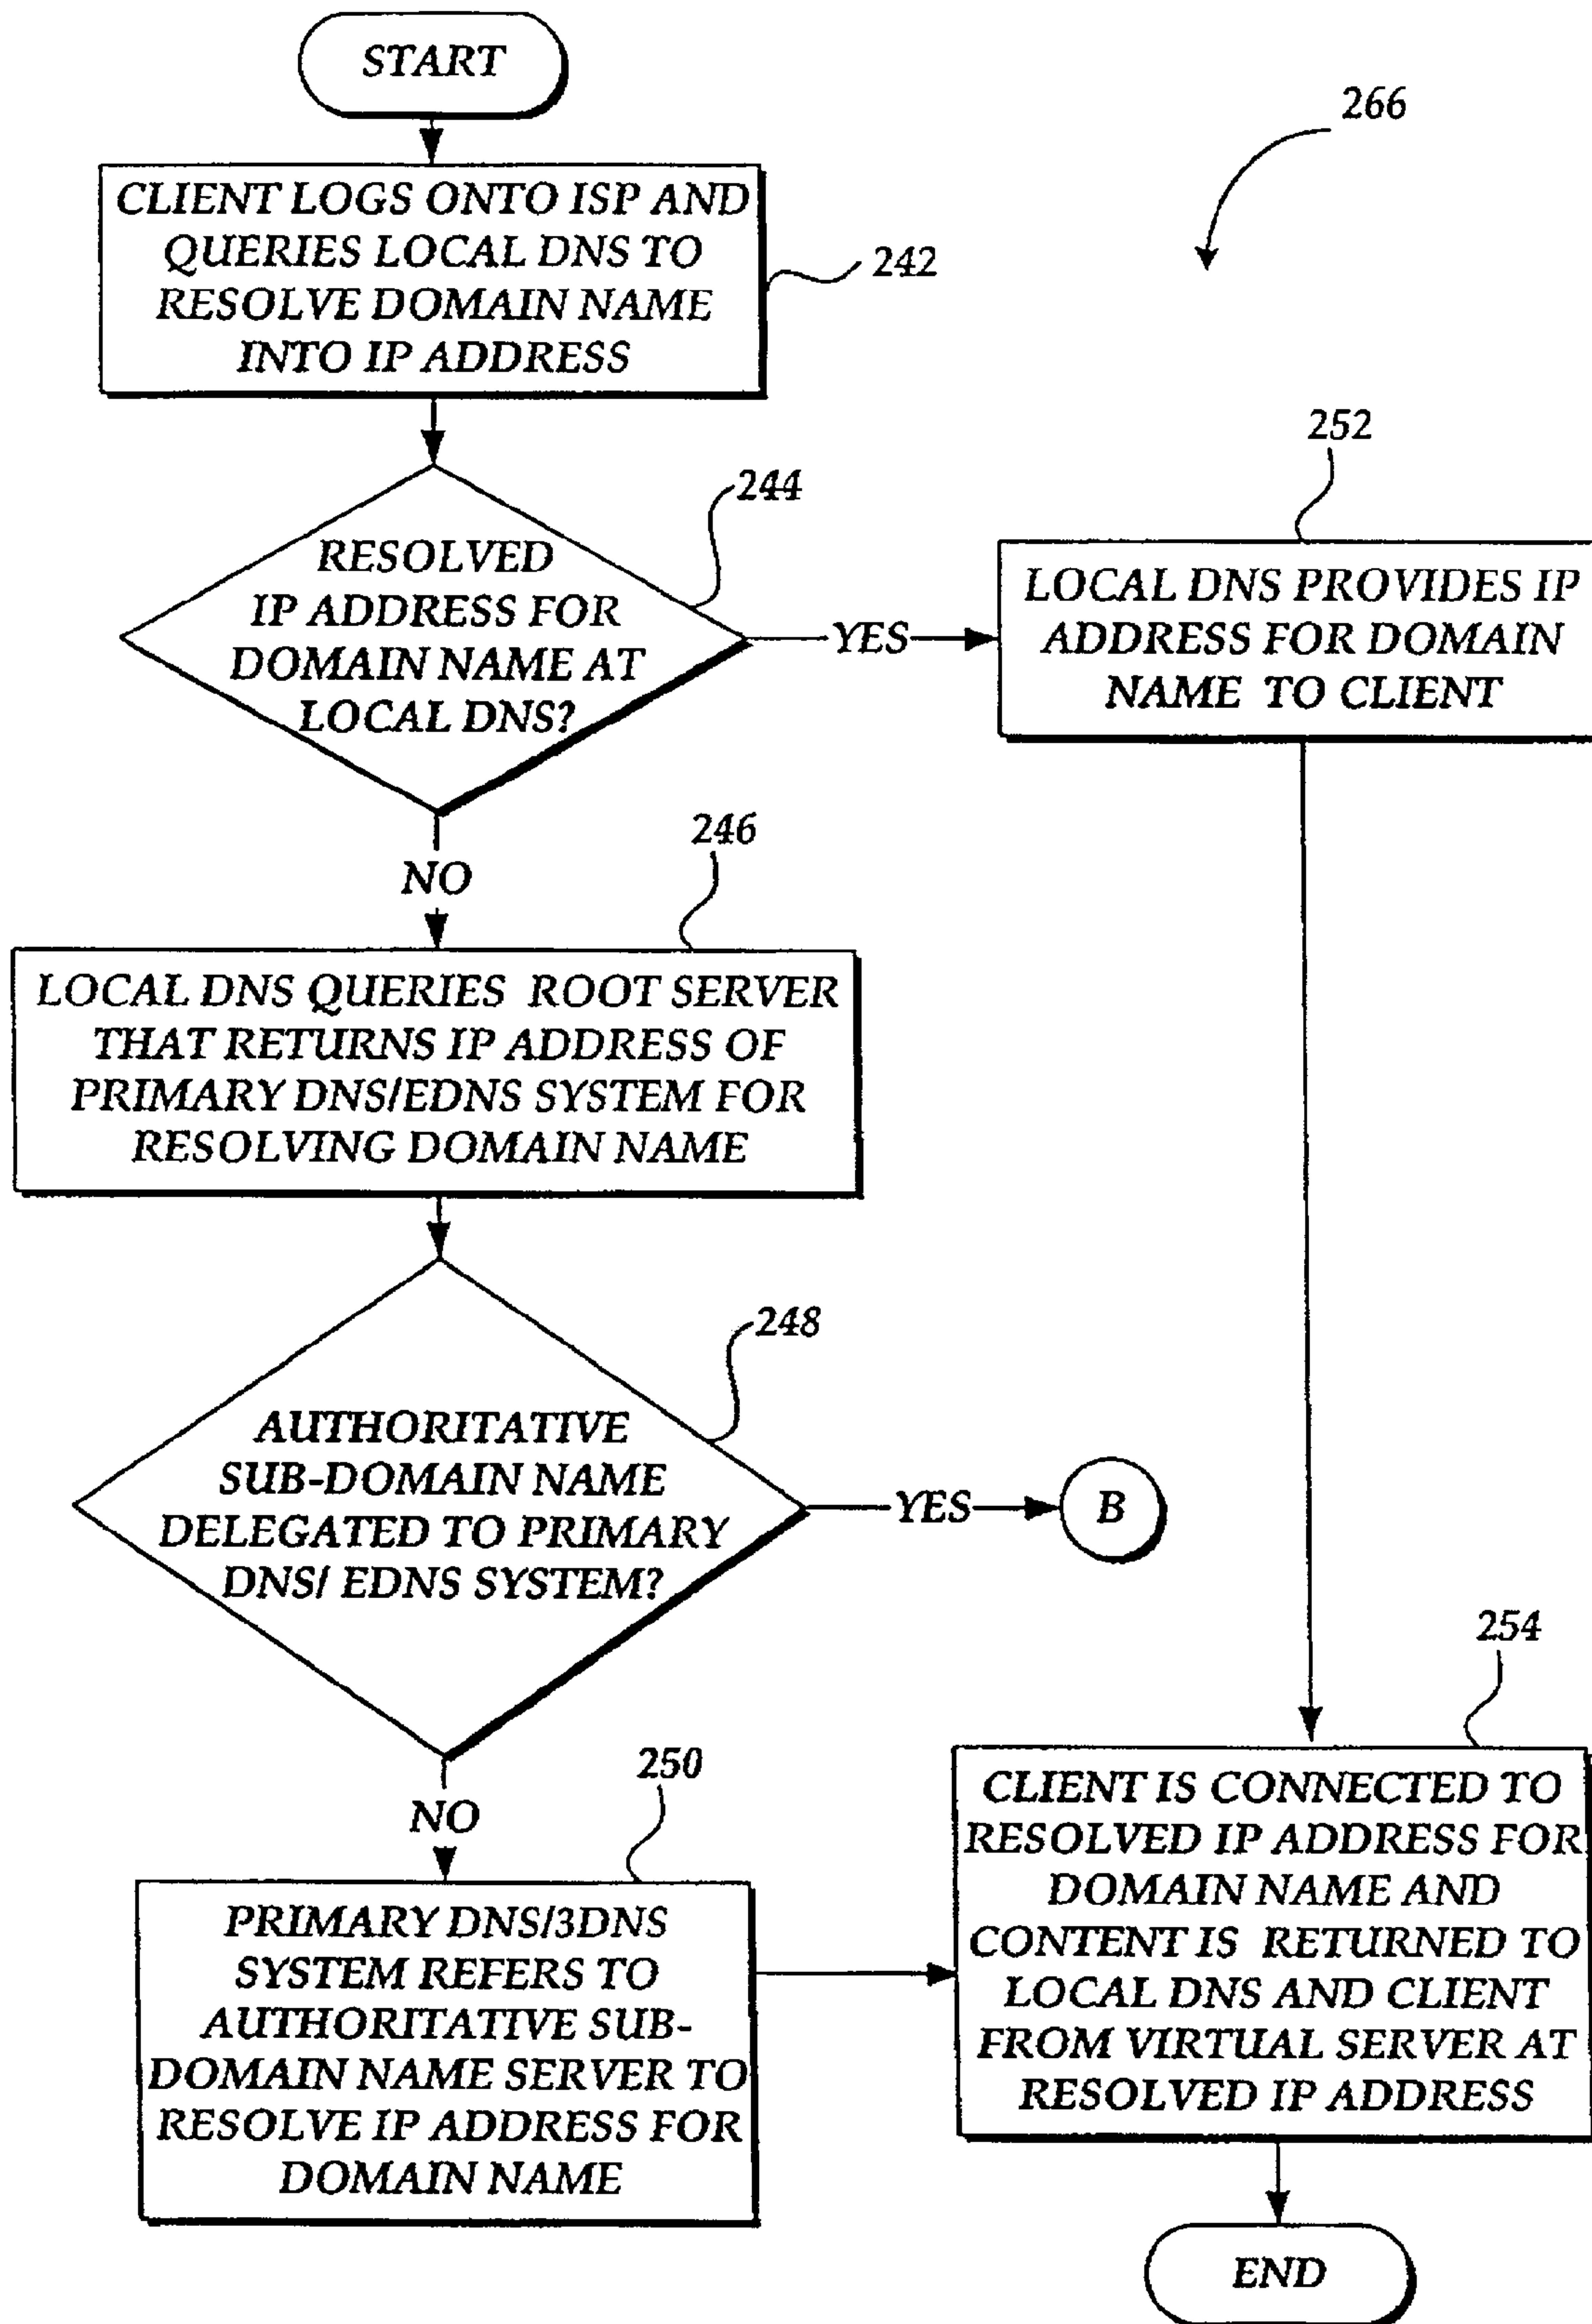 START
266
CLIENT LOGS ONTO ISP AND
QUERIES LOCAL DNS TO
RESOLVE DOMAIN NAME
INTO IP ADDRESS
242
244
RESOLVED
IP ADDRESS FOR
DOMAIN NAME AT
LOCAL DNS?
YES
252
LOCAL DNS PROVIDES IP
ADDRESS FOR DOMAIN
NAME TO CLIENT
NO
246
LOCAL DNS QUERIES ROOT SERVER
THAT RETURNS IP ADDRESS OF
PRIMARY DNS/EDNS SYSTEM FOR
RESOLVING DOMAIN NAME
248
AUTHORITATIVE
SUB-DOMAIN NAME
DELEGATED TO PRIMARY
DNS/ EDNS SYSTEM?
YES
B
NO
250
PRIMARY DNS/3DNS
SYSTEM REFERS TO
AUTHORITATIVE SUB-
DOMAIN NAME SERVER TO
RESOLVE IP ADDRESS FOR
DOMAIN NAME
254
CLIENT IS CONNECTED TO
RESOLVED IP ADDRESS FOR
DOMAIN NAME AND
CONTENT IS RETURNED TO
LOCAL DNS AND CLIENT
FROM VIRTUAL SERVER AT
RESOLVED IP ADDRESS
END